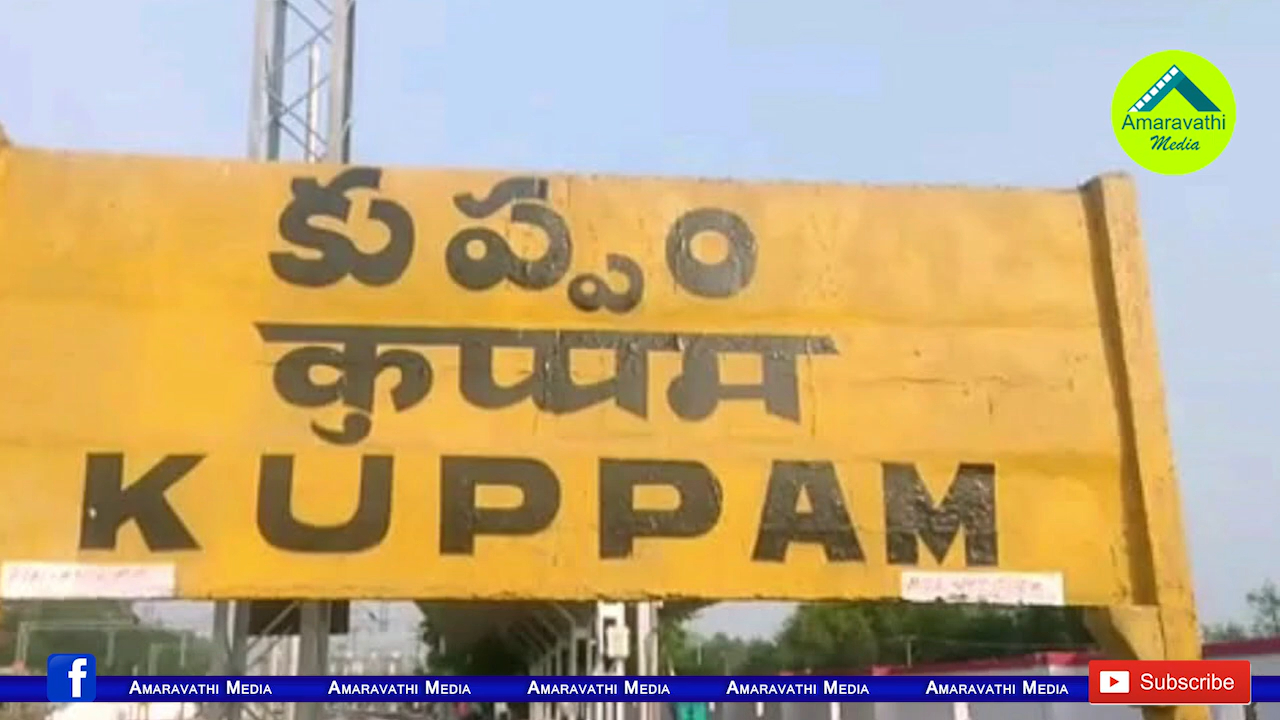 Amaravathi
Media
కుప్పం
कुप्पम
KUPPAM
f
AMARAVATHI MEDIA AMARAVATHI MEDIA AMARAVATHI MEDIA AMARAVATHI MEDIA AMARAVATHI MEDIA
Subscribe